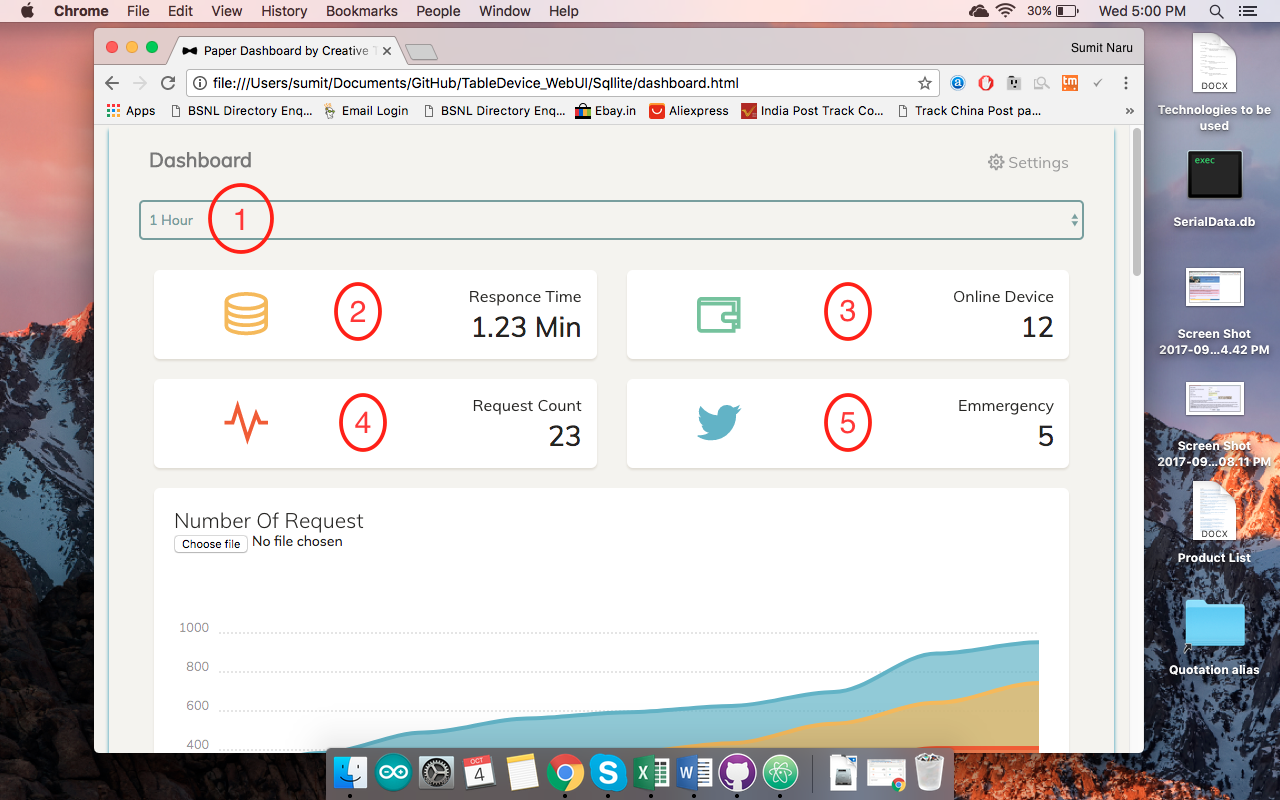 Chrome File Edit View History Bookmarks People Window Help 30% Wed 5:00 PM
Paper Dashboard by Creative T
Sumit Naru
file:///Users/sumit/Documents/GitHub/TableDevice_WebUI/Sqllite/dashboard.html
Apps BSNL Directory Enq... Email Login BSNL Directory Enq... Ebay.in Aliexpress India Post Track Co... Track China Post pa... »
Dashboard
Settings
1 Hour
1
2
Responce Time
1.23 Min
3
Online Device
12
4
Request Count
23
5
Emmergency
5
Number Of Request
Choose file No file chosen
1000
800
600
400
DOCX
Technologies to be
used
exec
SerialData.db
Screen Shot
2017-09...4.42 PM
Screen Shot
2017-09...08.11 PM
DOCX
Product List
Quotation alias
OCT
4